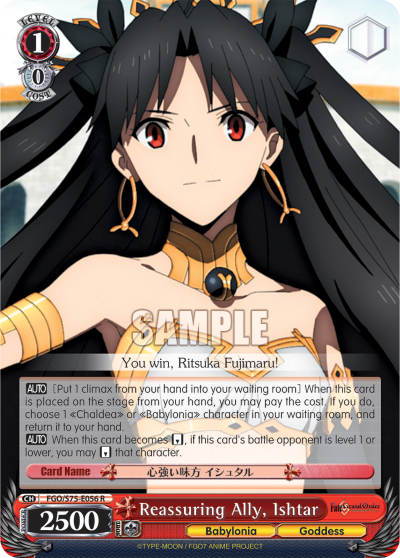 LEVEL
1
0
COST
SAMPLE
You win, Ritsuka Fujimaru!
AUTO [Put 1 climax from your hand into your waiting room] When this card
is placed on the stage from your hand, you may pay the cost. If you do,
choose 1 «Chaldea» or «Babylonia» character in your waiting room, and
return it to your hand.
AUTO When this card becomes , if this card's battle opponent is level 1 or
lower, you may that character.
Card Name 心強い味方 イシュタル
CH FGO/S75-E056 R
2500
Reassuring Ally, Ishtar
Fate/Grand Order
Babylonia
Goddess
©TYPE-MOON / FGO7 ANIME PROJECT